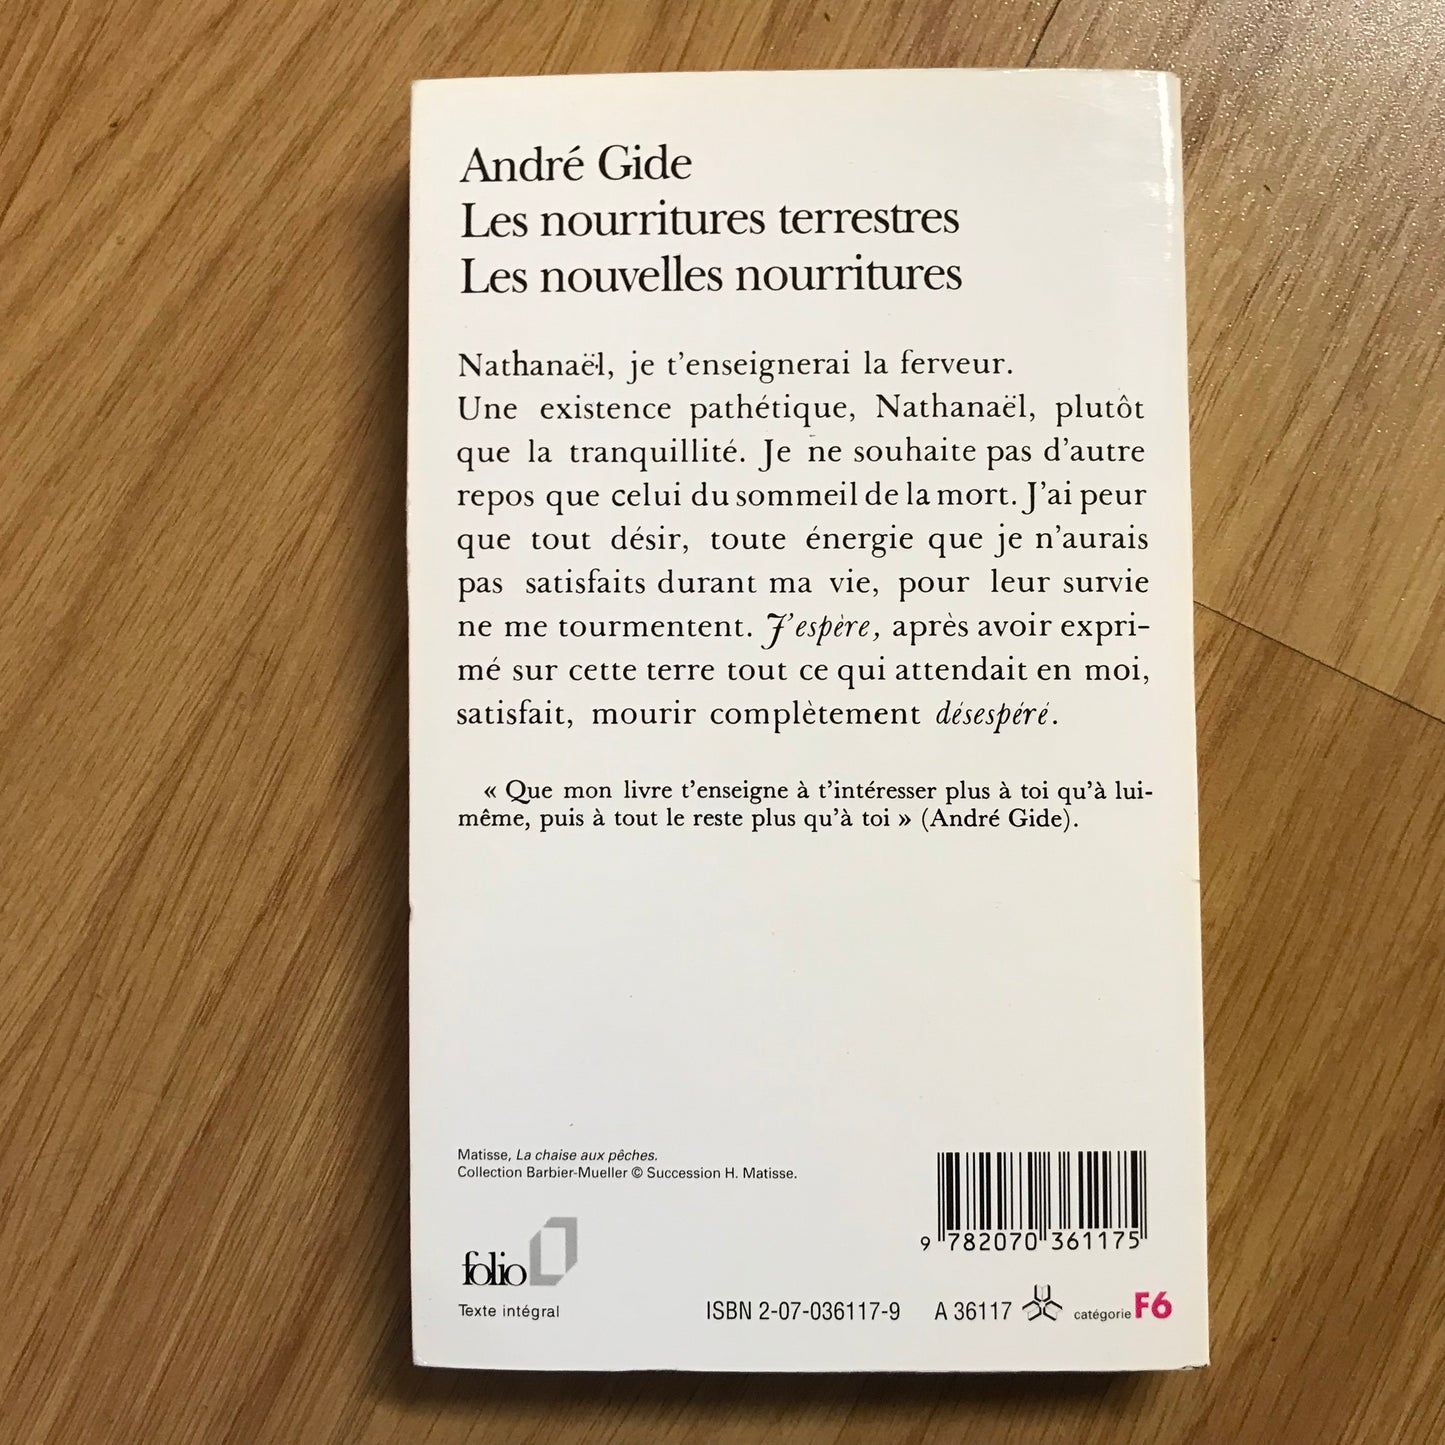 André Gide
Les nourritures terrestres
Les nouvelles nourritures
Nathanaël, je t'enseignerai la ferveur.
Une existence pathétique, Nathanaël, plutôt
que la tranquillité. Je ne souhaite pas d'autre
repos que celui du sommeil de la mort. J'ai peur
que tout désir, toute énergie que je n'aurais
pas satisfaits durant ma vie, pour leur survie
ne me tourmentent. J'espère, après avoir expri-
mé sur cette terre tout ce qui attendait en moi,
satisfait, mourir complètement désespéré.
« Que mon livre t'enseigne à t'intéresser plus à toi qu'à lui-
même, puis à tout le reste plus qu'à toi » (André Gide).
Matisse, La chaise aux pêches.
Collection Barbier-Mueller © Succession H. Matisse.
9 782070 361175
folio
Texte intégral
ISBN 2-07-036117-9 A 36117 catégorie F6